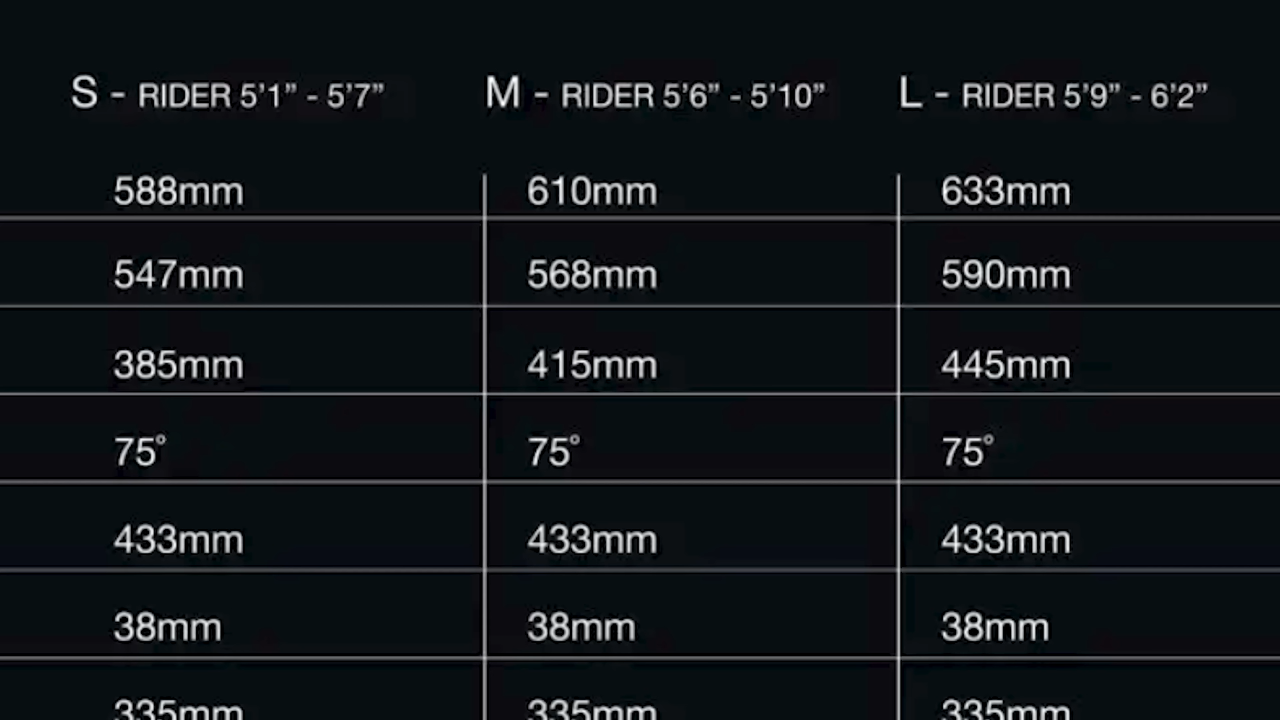 S - RIDER 5’1” - 5’7” M - RIDER 5’6” - 5’10” L - RIDER 5’9” - 6’2”
588mm 610mm 633mm
547mm 568mm 590mm
385mm 415mm 445mm
75° 75° 75°
433mm 433mm 433mm
38mm 38mm 38mm
335mm 335mm 335mm